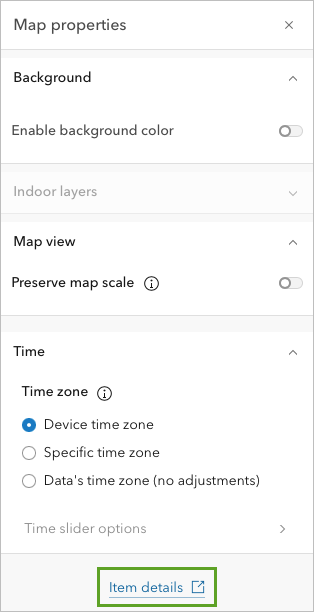 Map properties
Background
Enable background color
Indoor layers
Map view
Preserve map scale
Time
Time zone
Device time zone
Specific time zone
Data's time zone (no adjustments)
Time slider options
Item details